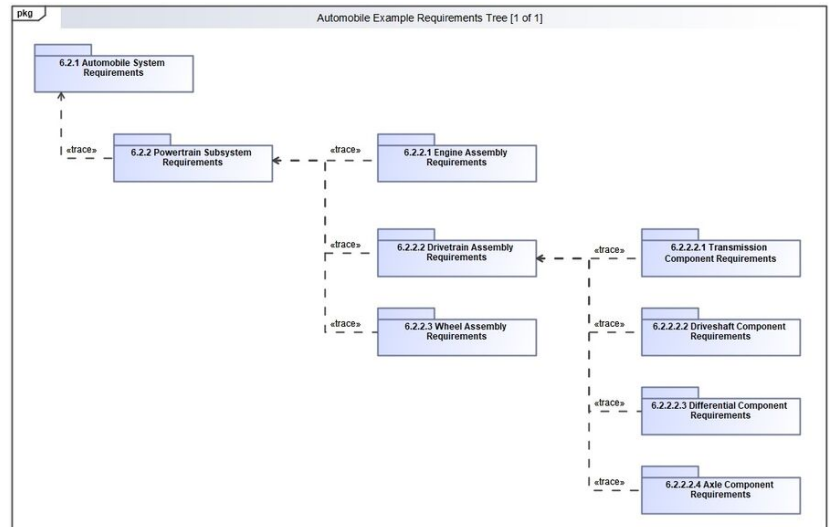 pkg
Automobile Example Requirements Tree [1 of 1]
6.2.1 Automobile System
Requirements
«trace»
6.2.2 Powertrain Subsystem
Requirements
«trace»
6.2.2.1 Engine Assembly
Requirements
«trace»
6.2.2.2 Drivetrain Assembly
Requirements
«trace»
6.2.2.2.1 Transmission
Component Requirements
«trace»
6.2.2.3 Wheel Assembly
Requirements
«trace»
6.2.2.2.2 Driveshaft Component
Requirements
«trace»
6.2.2.2.3 Differential Component
Requirements
«trace»
6.2.2.2.4 Axle Component
Requirements